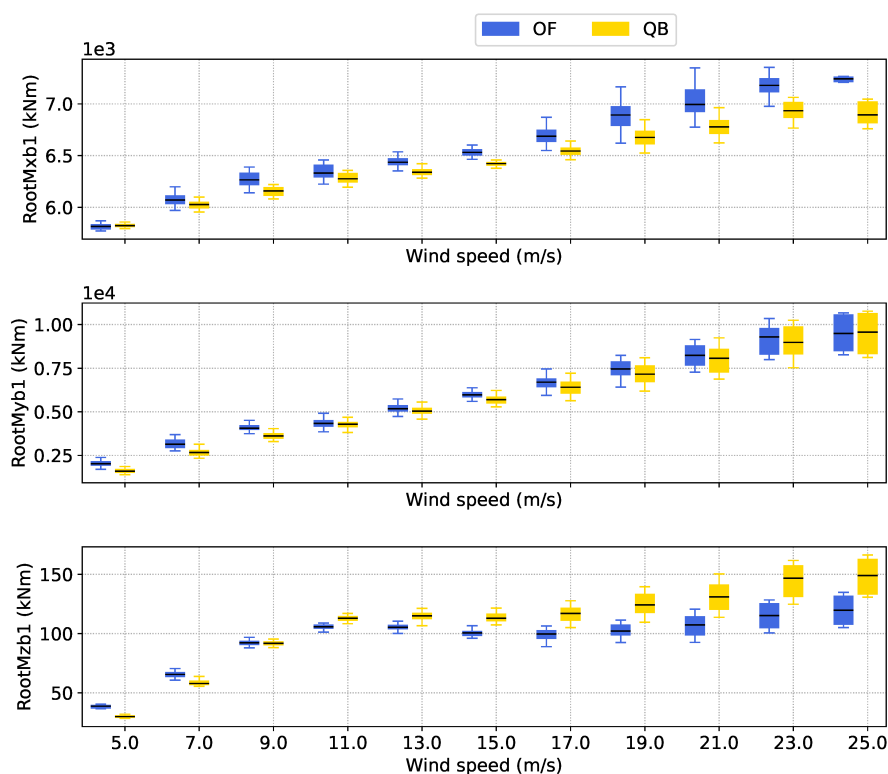 OF QB
1e3
7.0
6.5
6.0
RootMxb1 (kNm)
Wind speed (m/s)
1e4
1.00
0.75
0.50
0.25
RootMyb1 (kNm)
Wind speed (m/s)
150
100
50
RootMzb1 (kNm)
5.0 7.0 9.0 11.0 13.0 15.0 17.0 19.0 21.0 23.0 25.0
Wind speed (m/s)